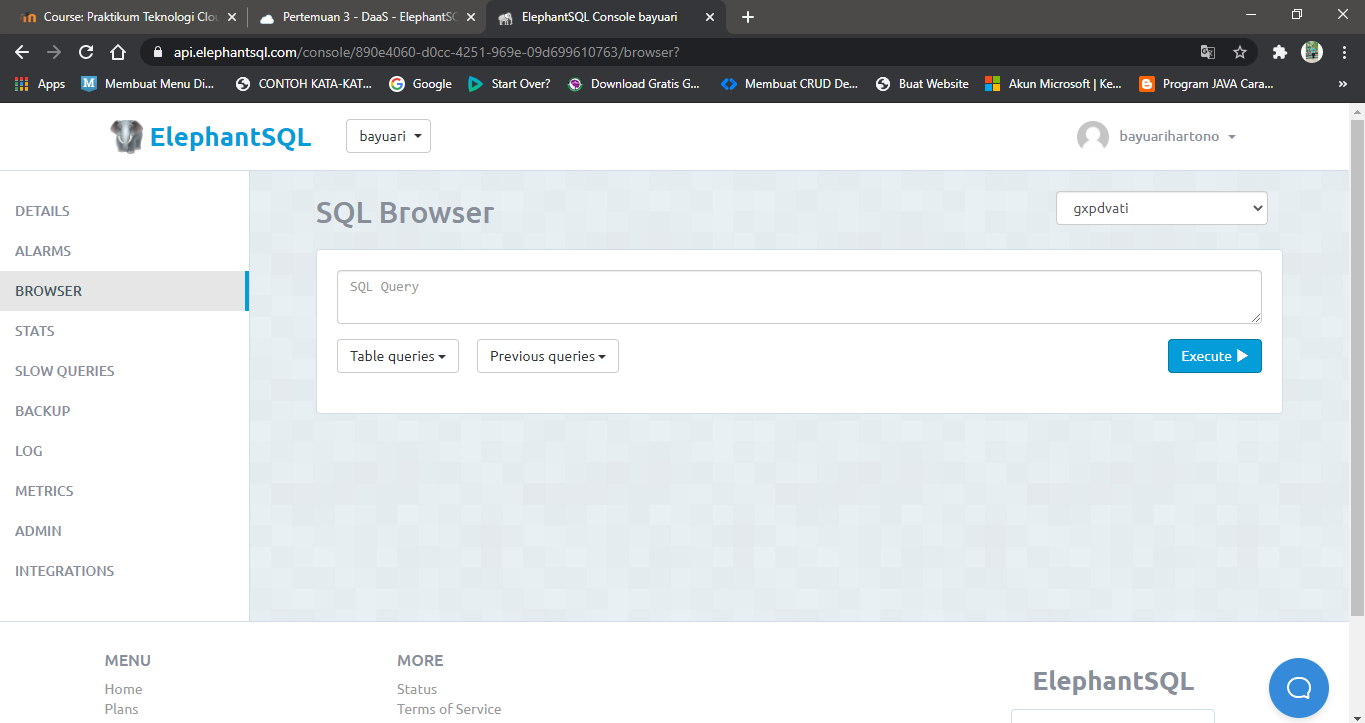 Course: Praktikum Teknologi Clou
Pertemuan 3 - DaaS - ElephantSQ
ElephantSQL Console bayuari
api.elephantsql.com/console/890e4060-d0cc-4251-969e-09d699610763/browser?
Apps
M Membuat Menu Di...
CONTOH KATA-KAT...
Google
Start Over?
Download Gratis G...
Membuat CRUD De...
Buat Website
Akun Microsoft | Ke...
Program JAVA Cara...
»
ElephantSQL
bayuari
bayuarihartono
DETAILS
ALARMS
BROWSER
STATS
SLOW QUERIES
BACKUP
LOG
METRICS
ADMIN
INTEGRATIONS
SQL Browser
gxpdvati
SQL Query
Table queries
Previous queries
Execute
MENU
Home
Plans
MORE
Status
Terms of Service
ElephantSQL